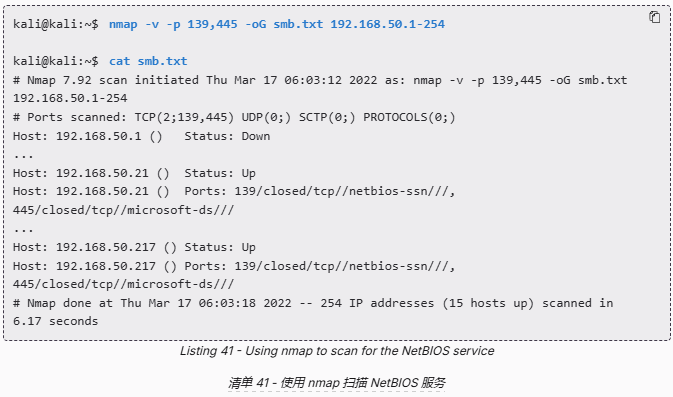 kali@kali:~$ nmap -v -p 139,445 -oG smb.txt 192.168.50.1-254
kali@kali:~$ cat smb.txt
# Nmap 7.92 scan initiated Thu Mar 17 06:03:12 2022 as: nmap -v -p 139,445 -oG smb.txt
192.168.50.1-254
# Ports scanned: TCP(2;139,445) UDP(0;) SCTP(0;) PROTOCOLS(0;)
Host: 192.168.50.1 () Status: Down
...
Host: 192.168.50.21 () Status: Up
Host: 192.168.50.21 () Ports: 139/closed/tcp//netbios-ssn///,
445/closed/tcp//microsoft-ds///
...
Host: 192.168.50.217 () Status: Up
Host: 192.168.50.217 () Ports: 139/closed/tcp//netbios-ssn///,
445/closed/tcp//microsoft-ds///
# Nmap done at Thu Mar 17 06:03:18 2022 -- 254 IP addresses (15 hosts up) scanned in
6.17 seconds
Listing 41 - Using nmap to scan for the NetBIOS service
清单 41 - 使用 nmap 扫描 NetBIOS 服务